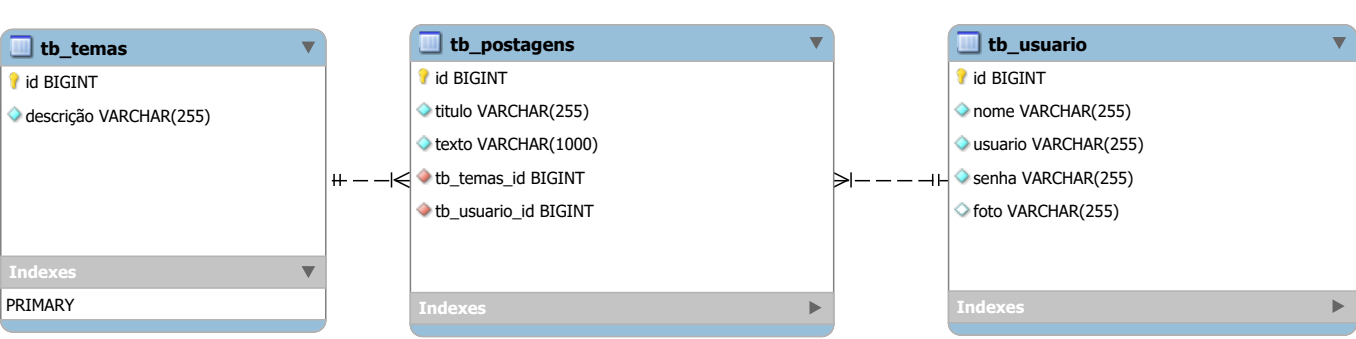 tb_temas
id BIGINT
descrição VARCHAR(255)
Indexes
PRIMARY
tb_postagens
id BIGINT
titulo VARCHAR(255)
texto VARCHAR(1000)
tb_temas_id BIGINT
tb_usuario_id BIGINT
Indexes
tb_usuario
id BIGINT
nome VARCHAR(255)
usuario VARCHAR(255)
senha VARCHAR(255)
foto VARCHAR(255)
Indexes